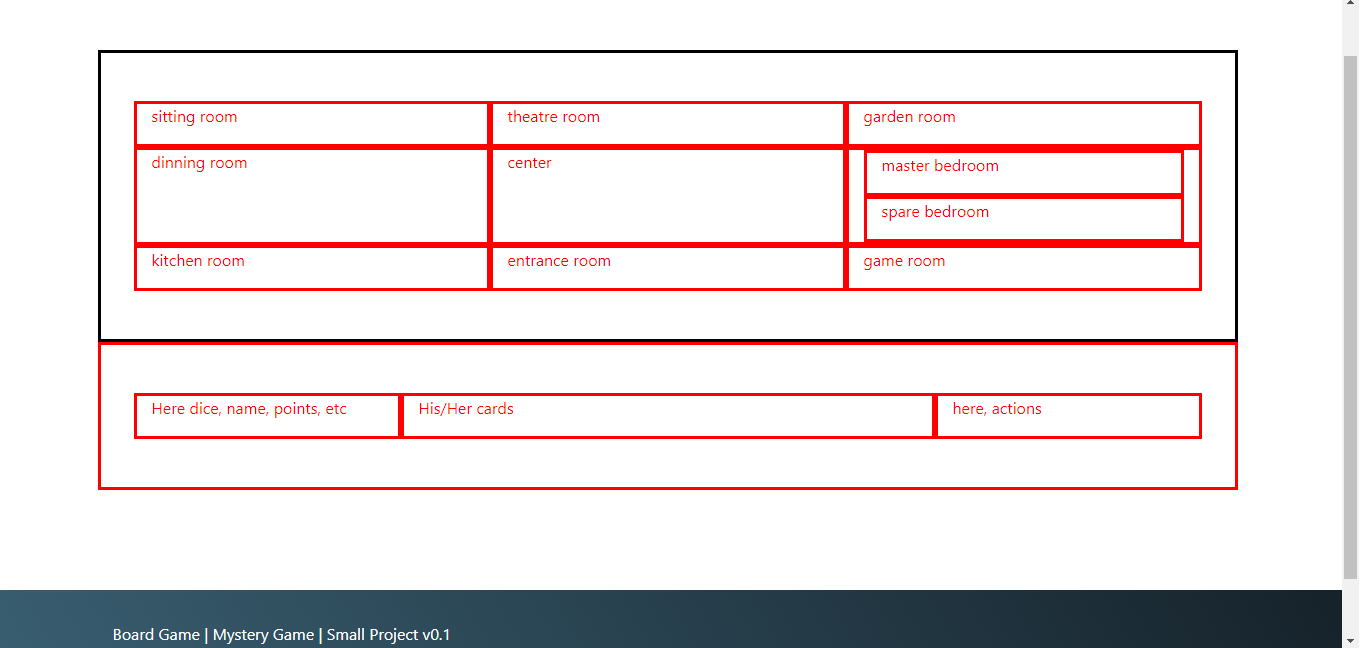 sitting room
theatre room
garden room
dinning room
center
master bedroom
spare bedroom
kitchen room
entrance room
game room
Here dice, name, points, etc
His/Her cards
here, actions
Board Game | Mystery Game | Small Project v0.1